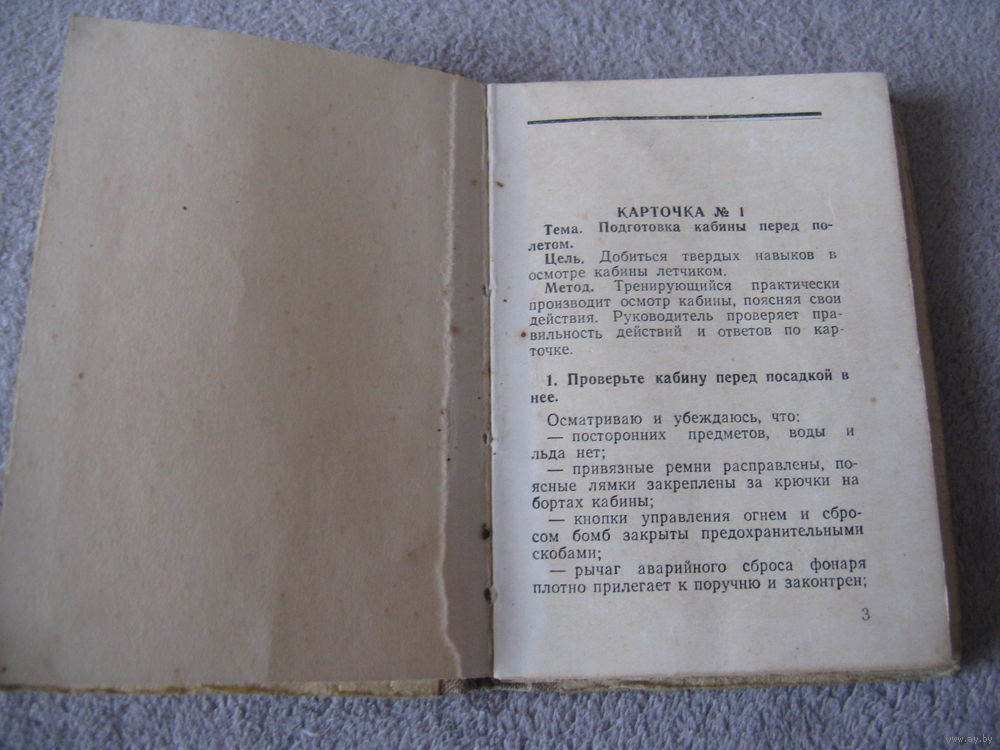 КАРТОЧКА № 1
Тема. Подготовка кабины перед по-
летом.
Цель. Добиться твердых навыков в
осмотре кабины летчиком.
Метод. Тренирующийся практически
производит осмотр кабины, поясняя свои
действия. Руководитель проверяет пра-
вильность действий и ответов по кар-
точке.
1. Проверьте кабину перед посадкой в
нее.
Осматриваю и убеждаюсь, что:
— посторонних предметов, воды и
льда нет;
— привязные ремни расправлены, по-
ясные лямки закреплены за крючки на
бортах кабины;
— кнопки управления огнем и сбро-
сом бомб закрыты предохранительными
скобами;
— рычаг аварийного сброса фонаря
плотно прилегает к поручню и законтрен;
3
www.ay.by